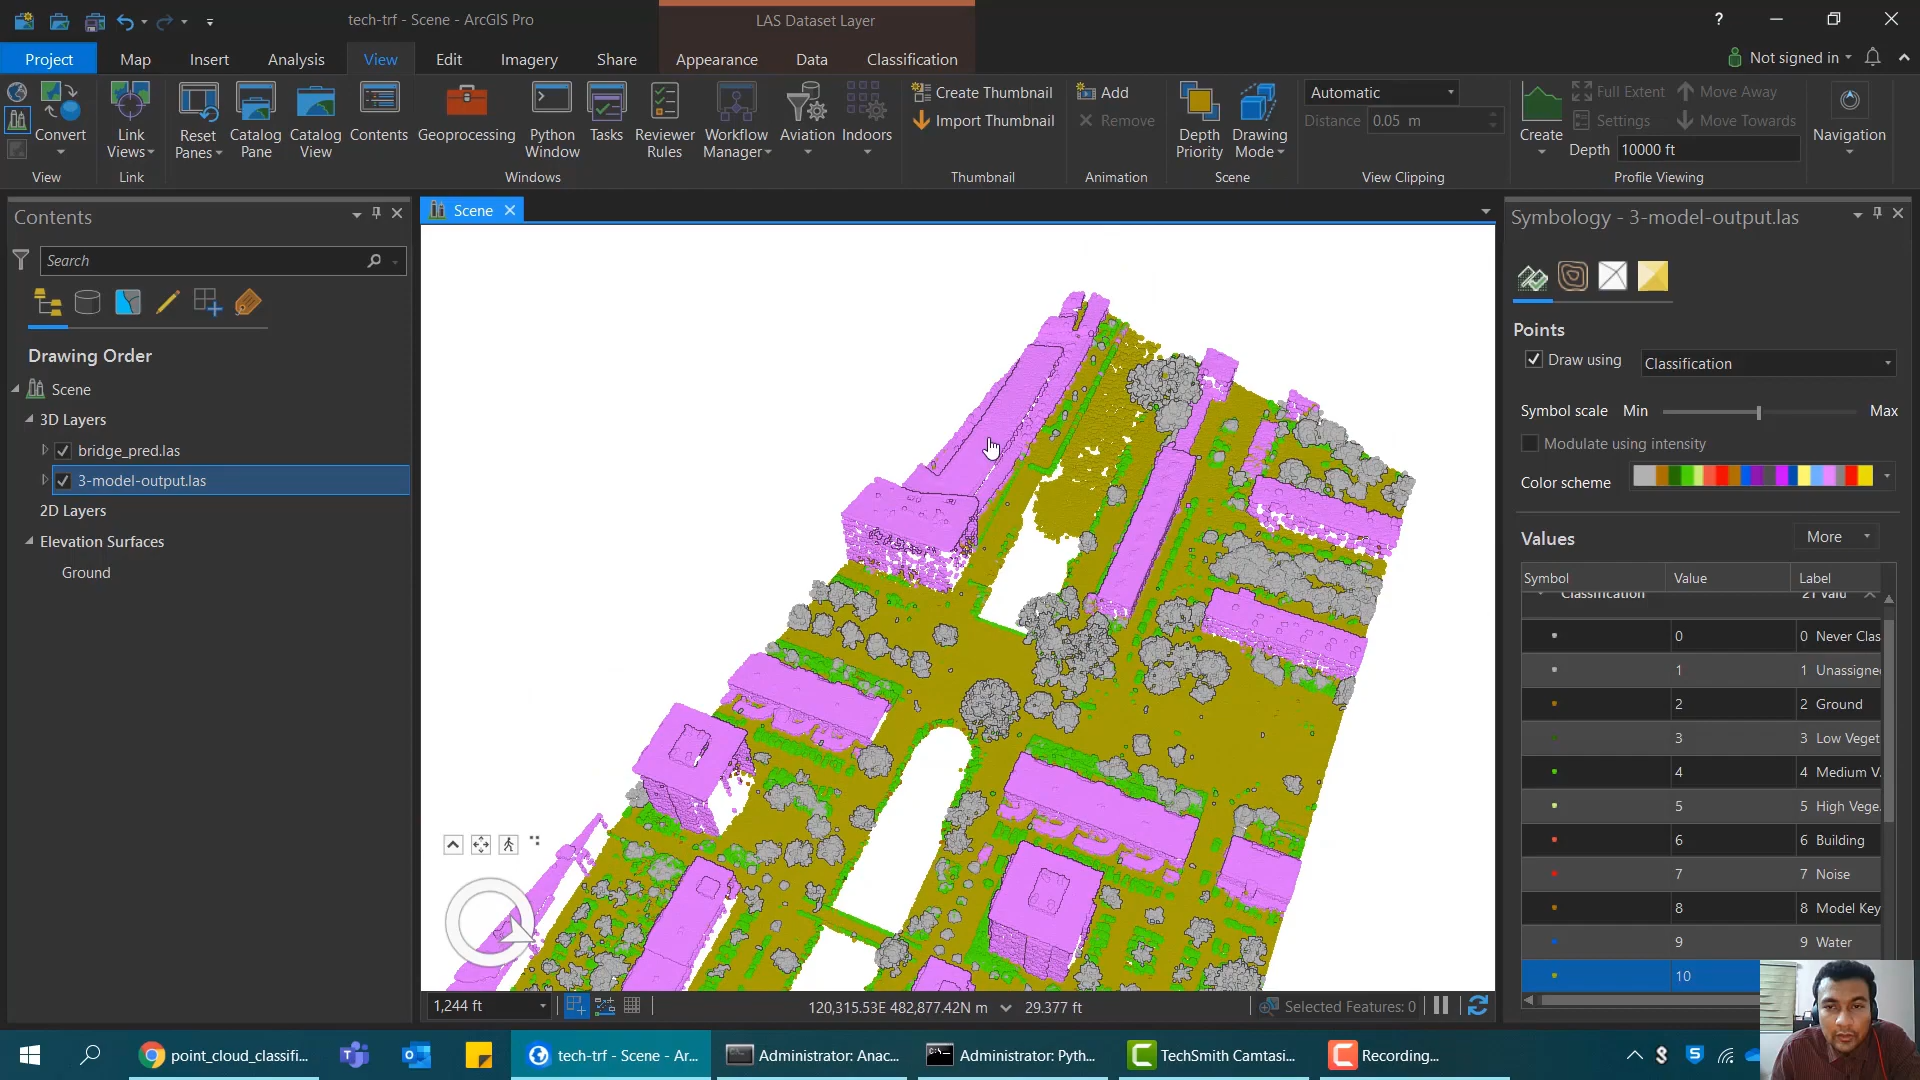 tech-trf - Scene - ArcGIS Pro
LAS Dataset Layer
?
Project
Map
Insert
Analysis
View
Edit
Imagery
Share
Appearance
Data
Classification
Not signed in
Convert
View
Link Views
Link
Reset Panes
Catalog Pane
Catalog View
Contents
Geoprocessing
Python Window
Tasks
Reviewer Rules
Workflow Manager
Aviation
Indoors
Windows
Create Thumbnail
Import Thumbnail
Thumbnail
Add
Remove
Animation
Depth Priority
Drawing Mode
Scene
Automatic
Distance 0.05 m
View Clipping
Create
Full Extent
Move Away
Settings
Move Towards
Depth 10000 ft
Profile Viewing
Navigation
Contents
Search
Drawing Order
Scene
3D Layers
bridge_pred.las
3-model-output.las
2D Layers
Elevation Surfaces
Ground
Scene
1,244 ft
120,315.53E 482,877.42N m
29.377 ft
Selected Features: 0
Symbology - 3-model-output.las
Points
Draw using
Classification
Symbol scale Min Max
Modulate using intensity
Color scheme
Values
More
Symbol Value Label
Classification 21 Valu
0 0 Never Clas
1 1 Unassigned
2 2 Ground
3 3 Low Veget
4 4 Medium V
5 5 High Vege
6 6 Building
7 7 Noise
8 8 Model Key
9 9 Water
10
point_cloud_classifi...
tech-trf - Scene - Ar...
Administrator: Anac...
Administrator: Pyth...
TechSmith Camtasi...
Recording...